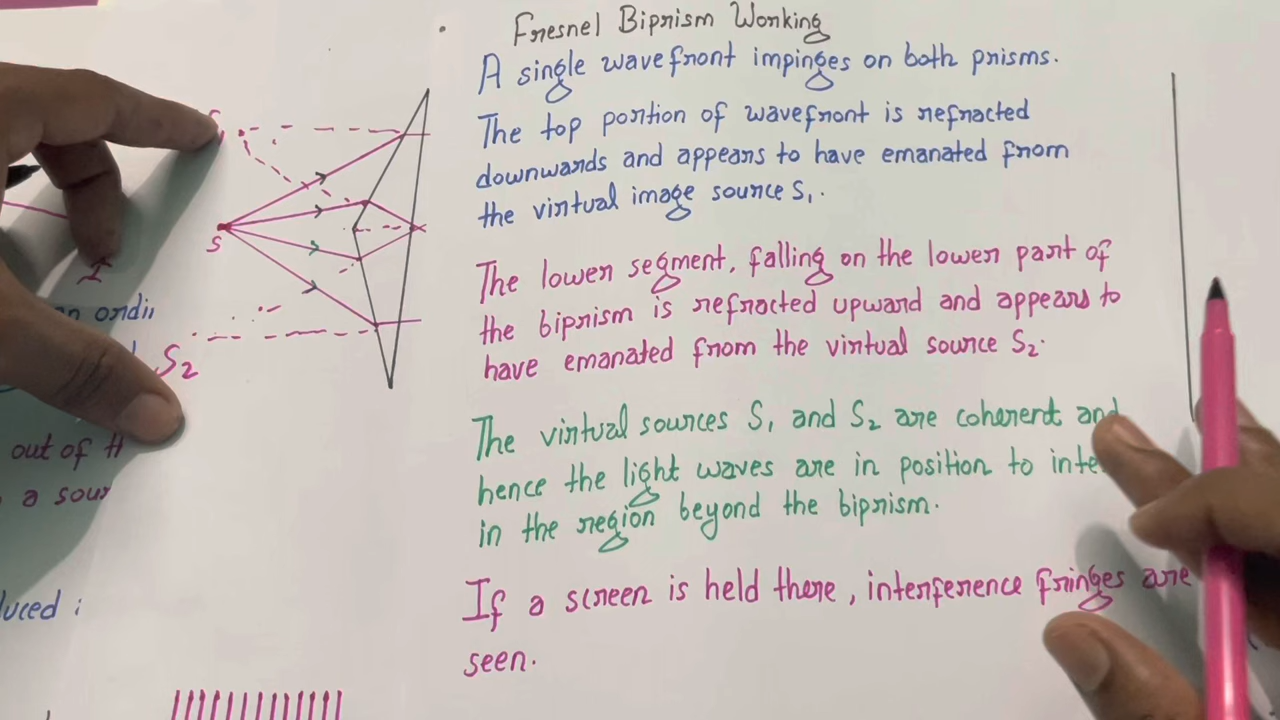 Fresnel Biprism Working
A single wavefront impinges on both prisms.
The top portion of wavefront is refracted
downwards and appears to have emanated from
the virtual image source S₁.
The lower segment, falling on the lower part of
the biprism is refracted upward and appears to
have emanated from the virtual source S₂.
The virtual sources S₁ and S₂ are coherent and
hence the light waves are in position to
in the region beyond the biprism.
If a screen is held there, interference fringes are
seen.
S
S₂
out of
a